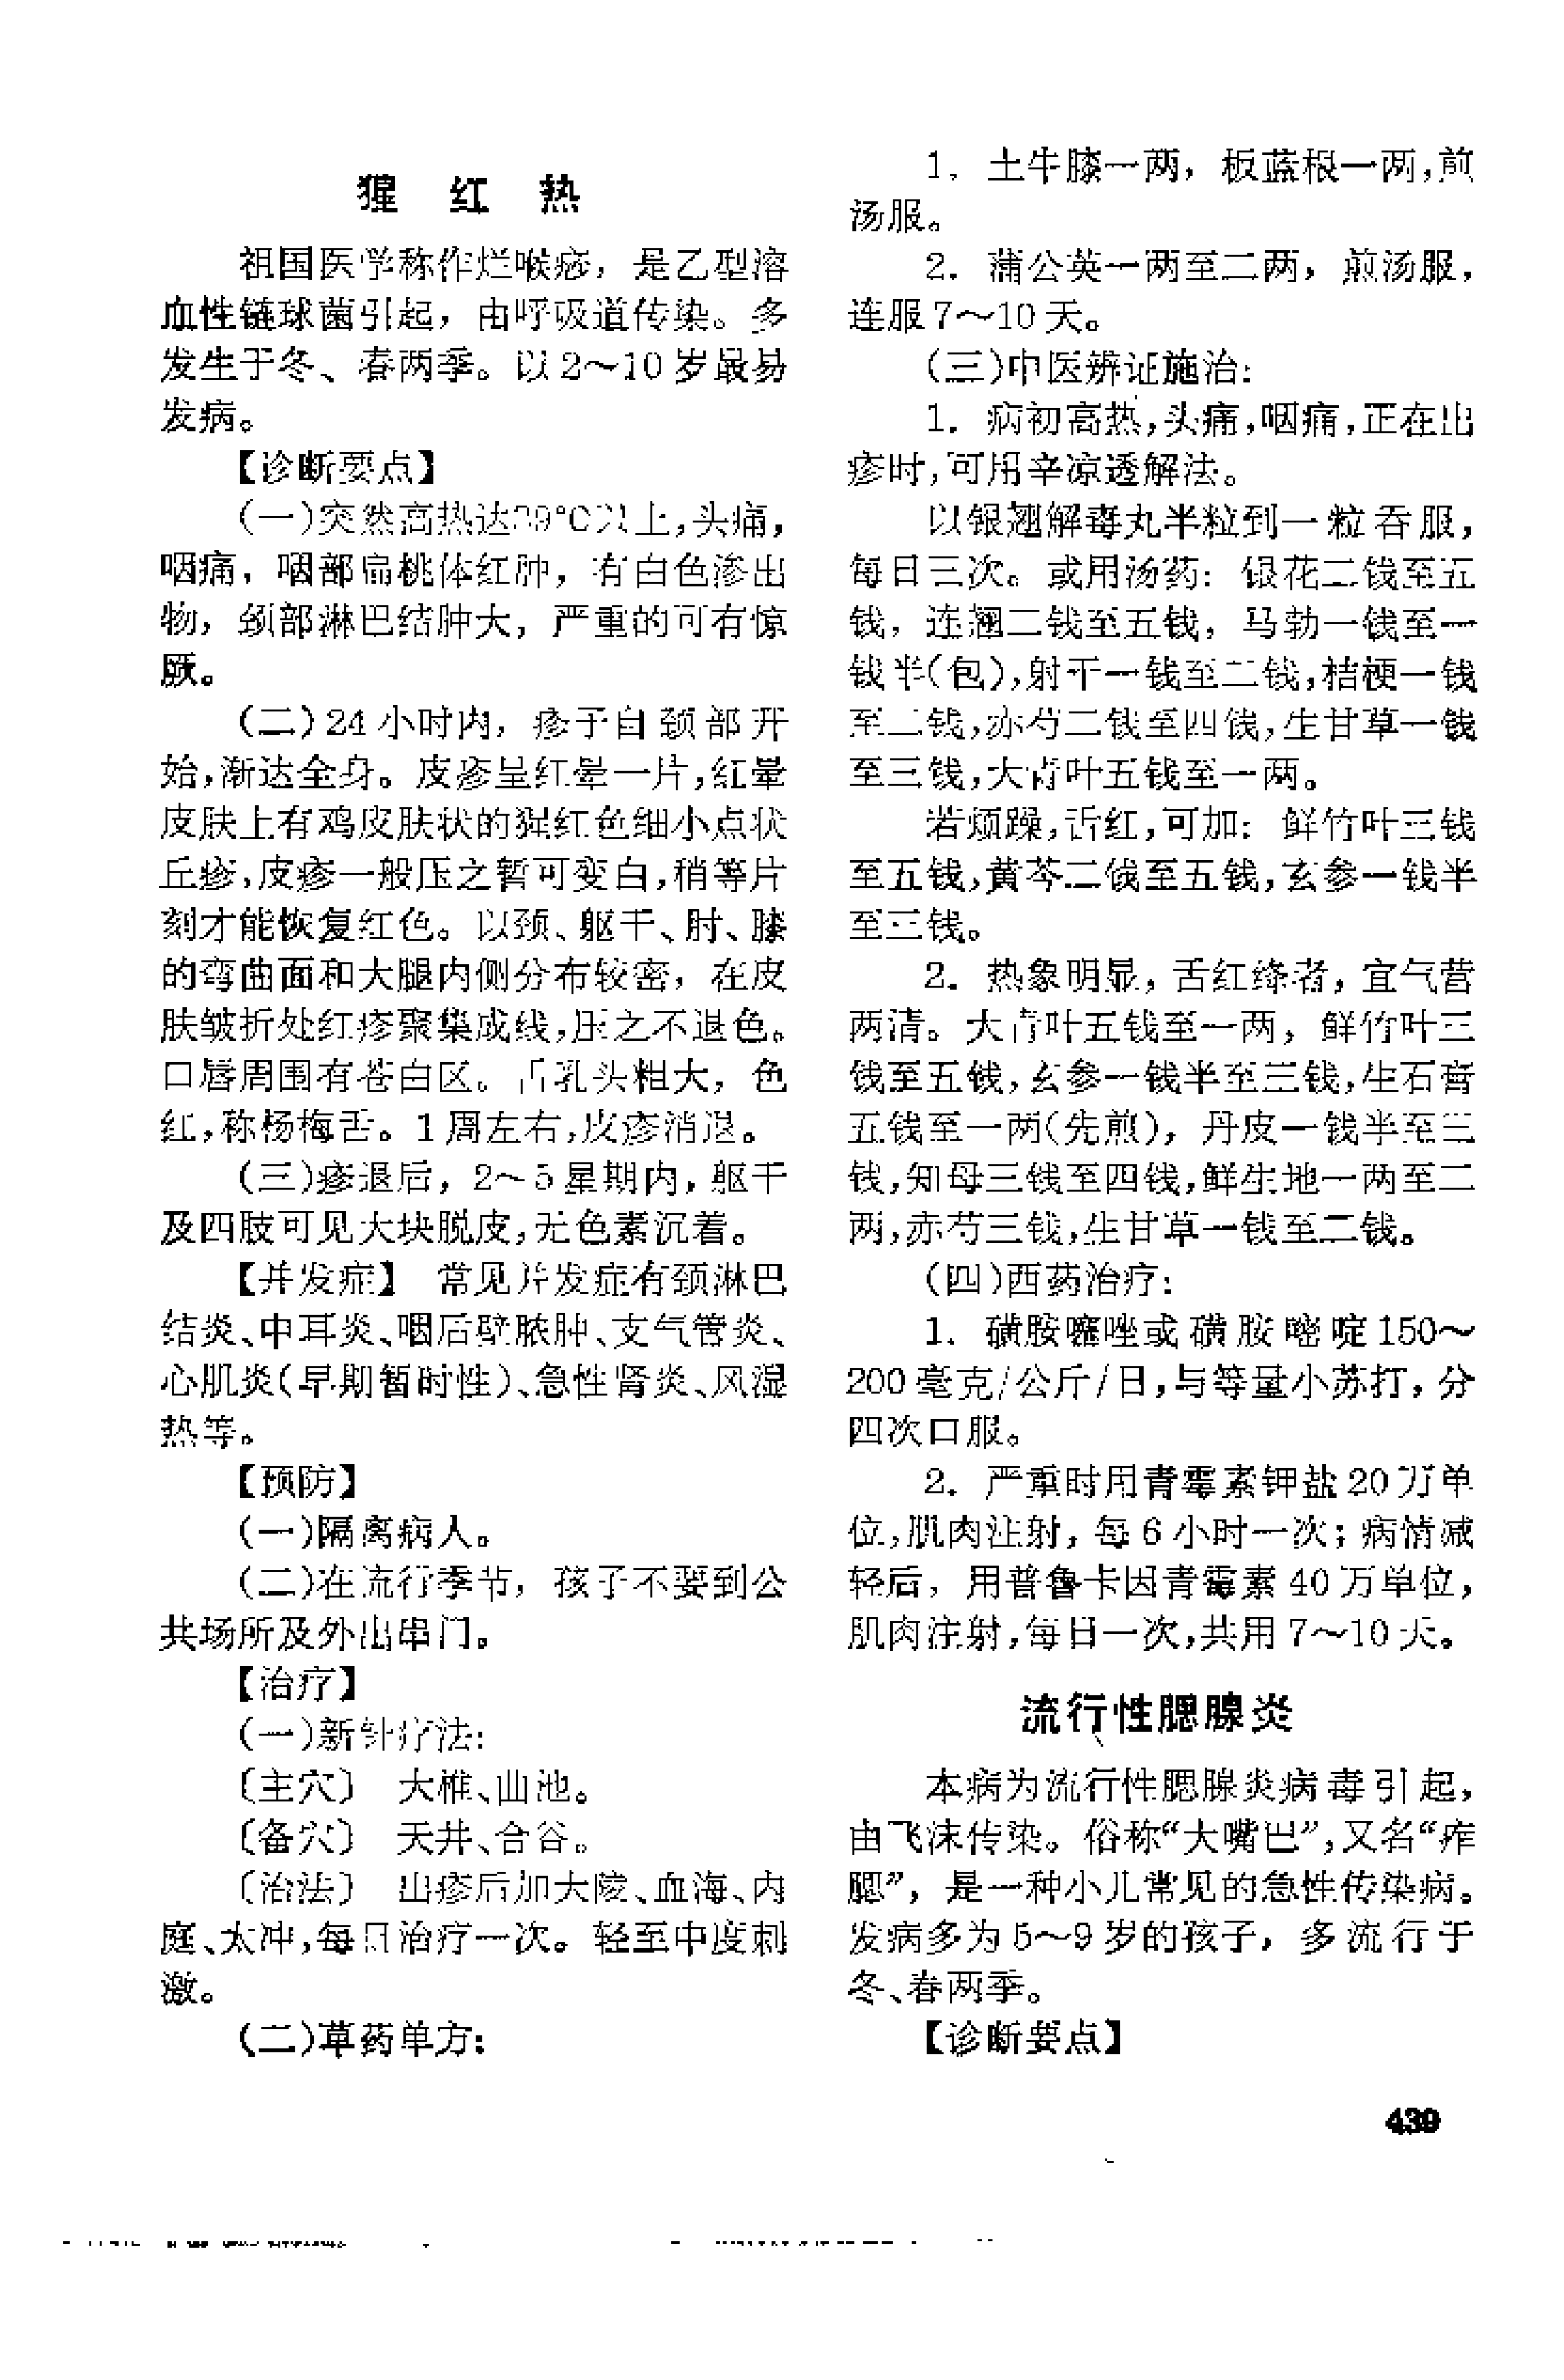 猩 红 热
祖国医学称作烂喉痧，是乙型溶
血性链球菌引起，由呼吸道传染。多
发生于冬、春两季。以2～10岁最易
发病。
【诊断要点】
(一)突然高热达39°C以上,头痛,
咽痛，咽部扁桃体红肿，有白色渗出
物，颈部淋巴结肿大，严重的可有惊
厥。
(二)24小时内，疹子自颈部开
始,渐达全身。皮疹呈红晕一片,红晕
皮肤上有鸡皮肤状的猩红色细小点状
丘疹,皮疹一般压之暂可变白,稍等片
刻才能恢复红色。以颈、躯干、肘、膝
的弯曲面和大腿内侧分布较密，在皮
肤皱折处红疹聚集成线,压之不退色。
口唇周围有苍白区。舌乳头粗大，色
红,称杨梅舌。1周左右,皮疹消退。
(三)疹退后，2～5星期内，躯干
及四肢可见大块脱皮,无色素沉着。
【并发症】 常见并发症有颈淋巴
结炎、中耳炎、咽后壁脓肿、支气管炎、
心肌炎(早期暂时性)、急性肾炎、风湿
热等。
【预防】
(一)隔离病人。
(二)在流行季节，孩子不要到公
共场所及外出串门。
【治疗】
(一)新针疗法:
〔主穴〕 大椎、曲池。
〔备穴〕 天井、合谷。
〔治法〕 出疹后加大陵、血海、内
庭、太冲,每日治疗一次。轻至中度刺
激。
(二)草药单方:
1. 土牛膝一两，板蓝根一两,煎
汤服。
2. 蒲公英一两至二两，煎汤服，
连服7～10天。
(三)中医辨证施治:
1. 病初高热,头痛,咽痛,正在出
疹时,可用辛凉透解法。
以银翘解毒丸半粒到一粒吞服，
每日三次。或用汤药：银花二钱至五
钱，连翘二钱至五钱，马勃一钱至一
钱半(包),射干一钱至二钱,桔梗一钱
至二钱,赤芍二钱至四钱,生甘草一钱
至三钱,大青叶五钱至一两。
若烦躁,舌红,可加：鲜竹叶三钱
至五钱,黄芩二钱至五钱,玄参一钱半
至三钱。
2. 热象明显，舌红绛者，宜气营
两清。大青叶五钱至一两，鲜竹叶三
钱至五钱,玄参一钱半至三钱,生石膏
五钱至一两(先煎)，丹皮一钱半至三
钱,知母三钱至四钱,鲜生地一两至二
两,赤芍三钱,生甘草一钱至二钱。
(四)西药治疗:
1. 磺胺噻唑或磺胺嘧啶150～
200毫克/公斤/日,与等量小苏打，分
四次口服。
2. 严重时用青霉素钾盐20万单
位,肌肉注射，每6小时一次；病情减
轻后，用普鲁卡因青霉素40万单位，
肌肉注射,每日一次,共用7～10天。
流行性腮腺炎
本病为流行性腮腺炎病毒引起，
由飞沫传染。俗称“大嘴巴”,又名“痄
腮”，是一种小儿常见的急性传染病。
发病多为5～9岁的孩子，多流行于
冬、春两季。
【诊断要点】
439